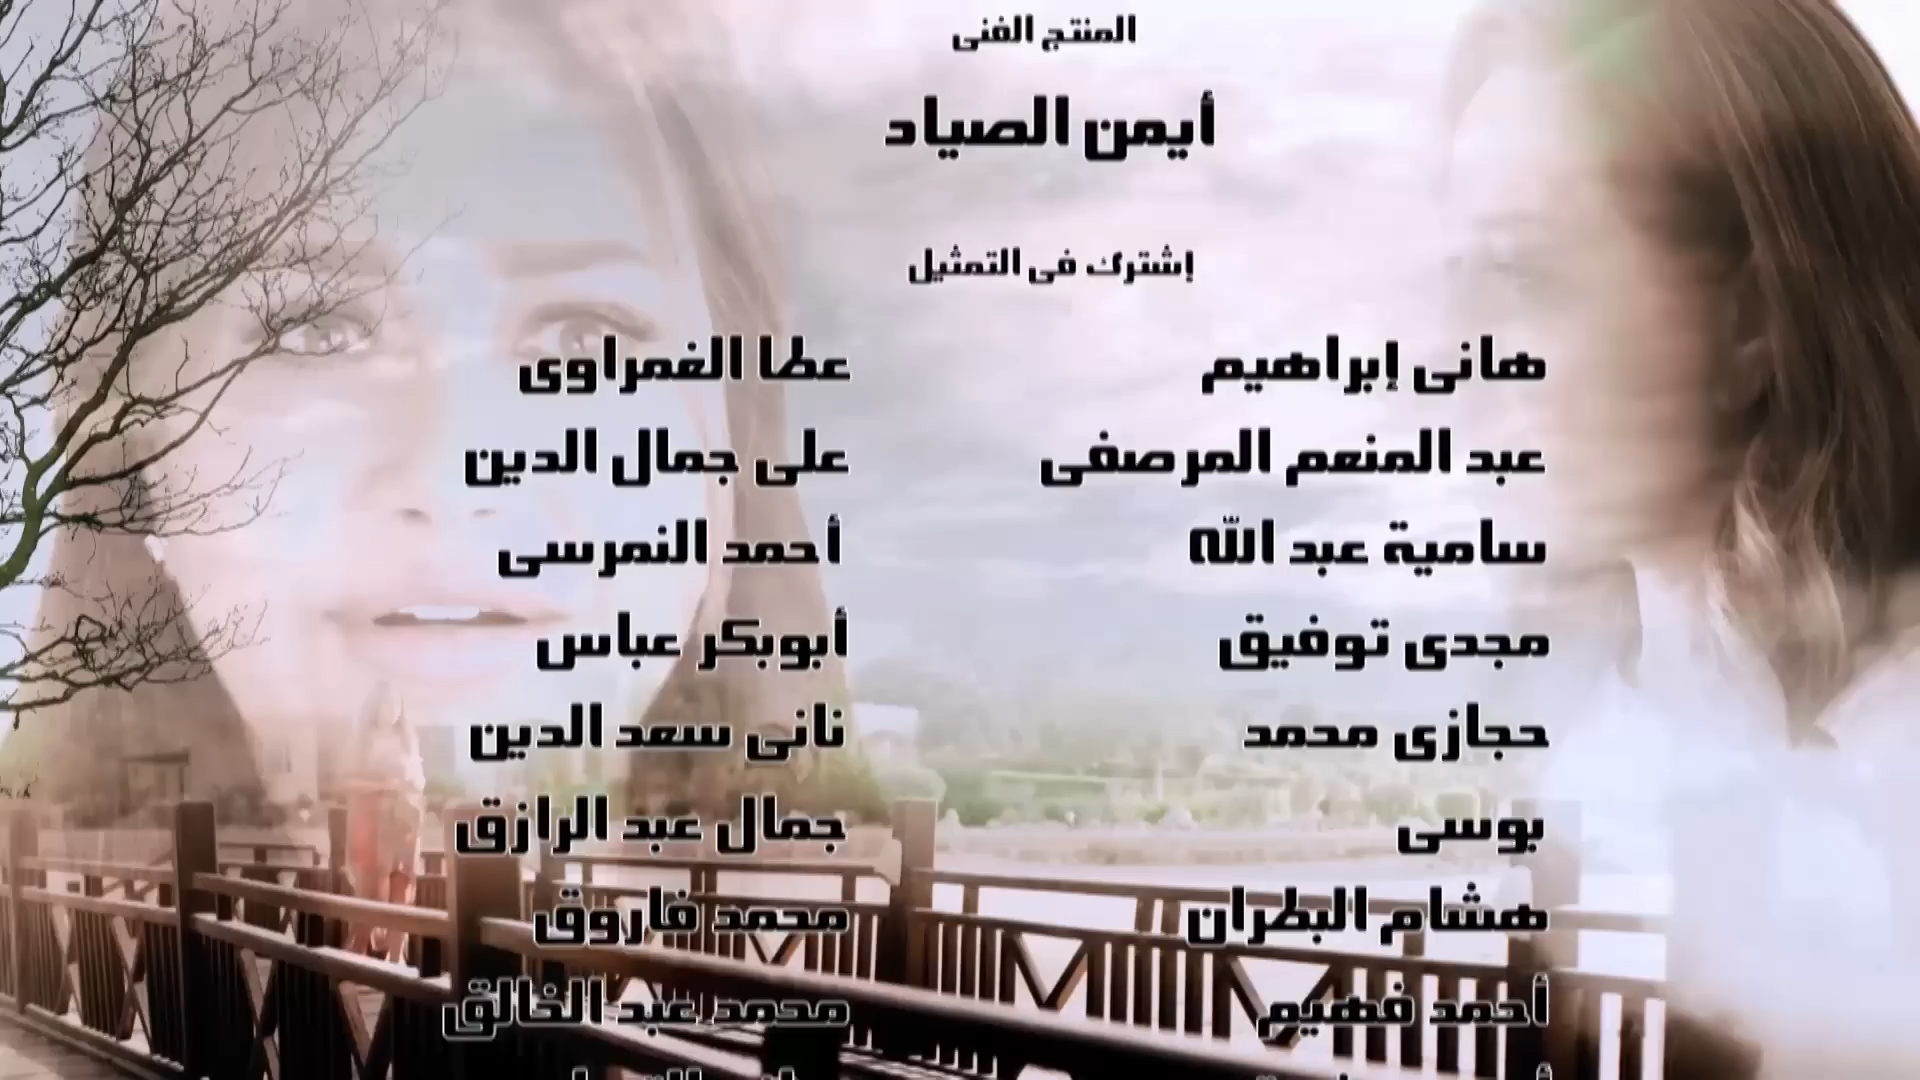 المنتج الفنى
أيمن الصياد
إشترك فى التمثيل
هانى إبراهيم عطا الغمراوى
عبد المنعم المرصفى على جمال الدين
سامية عبد الله أحمد النمرسى
مجدى توفيق أبوبكر عباس
حجازى محمد نانى سعد الدين
بوسى جمال عبد الرازق
هشام البطران محمد فاروق
أحمد فهيم محمد عبد الخالق